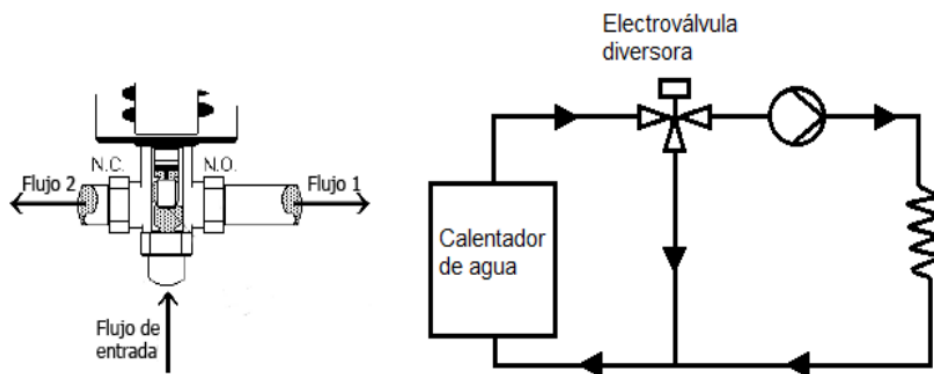 N.C.
N.O.
Flujo 2
Flujo 1
Flujo de
entrada
Electroválvula
diversora
Calentador
de agua